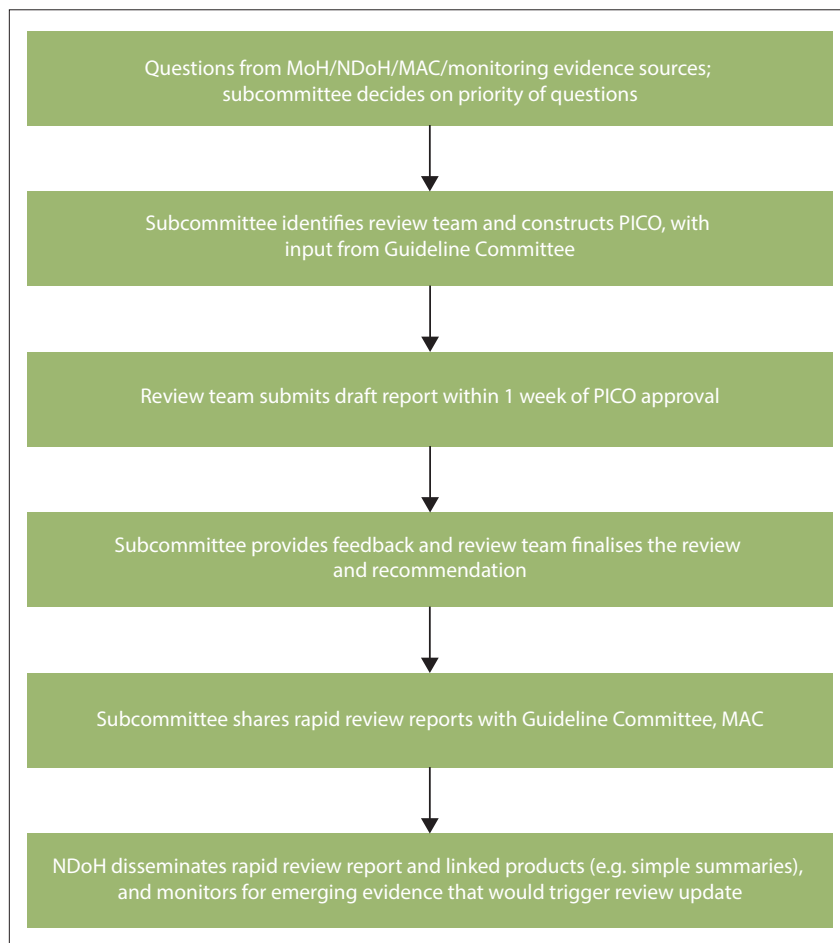 Questions from MoH/NDoH/MAC/monitoring evidence sources;
subcommittee decides on priority of questions
Subcommittee identifies review team and constructs PICO, with
input from Guideline Committee
Review team submits draft report within 1 week of PICO approval
Subcommittee provides feedback and review team finalises the review
and recommendation
Subcommittee shares rapid review reports with Guideline Committee, MAC
NDoH disseminates rapid review report and linked products (e.g. simple summaries),
and monitors for emerging evidence that would trigger review update